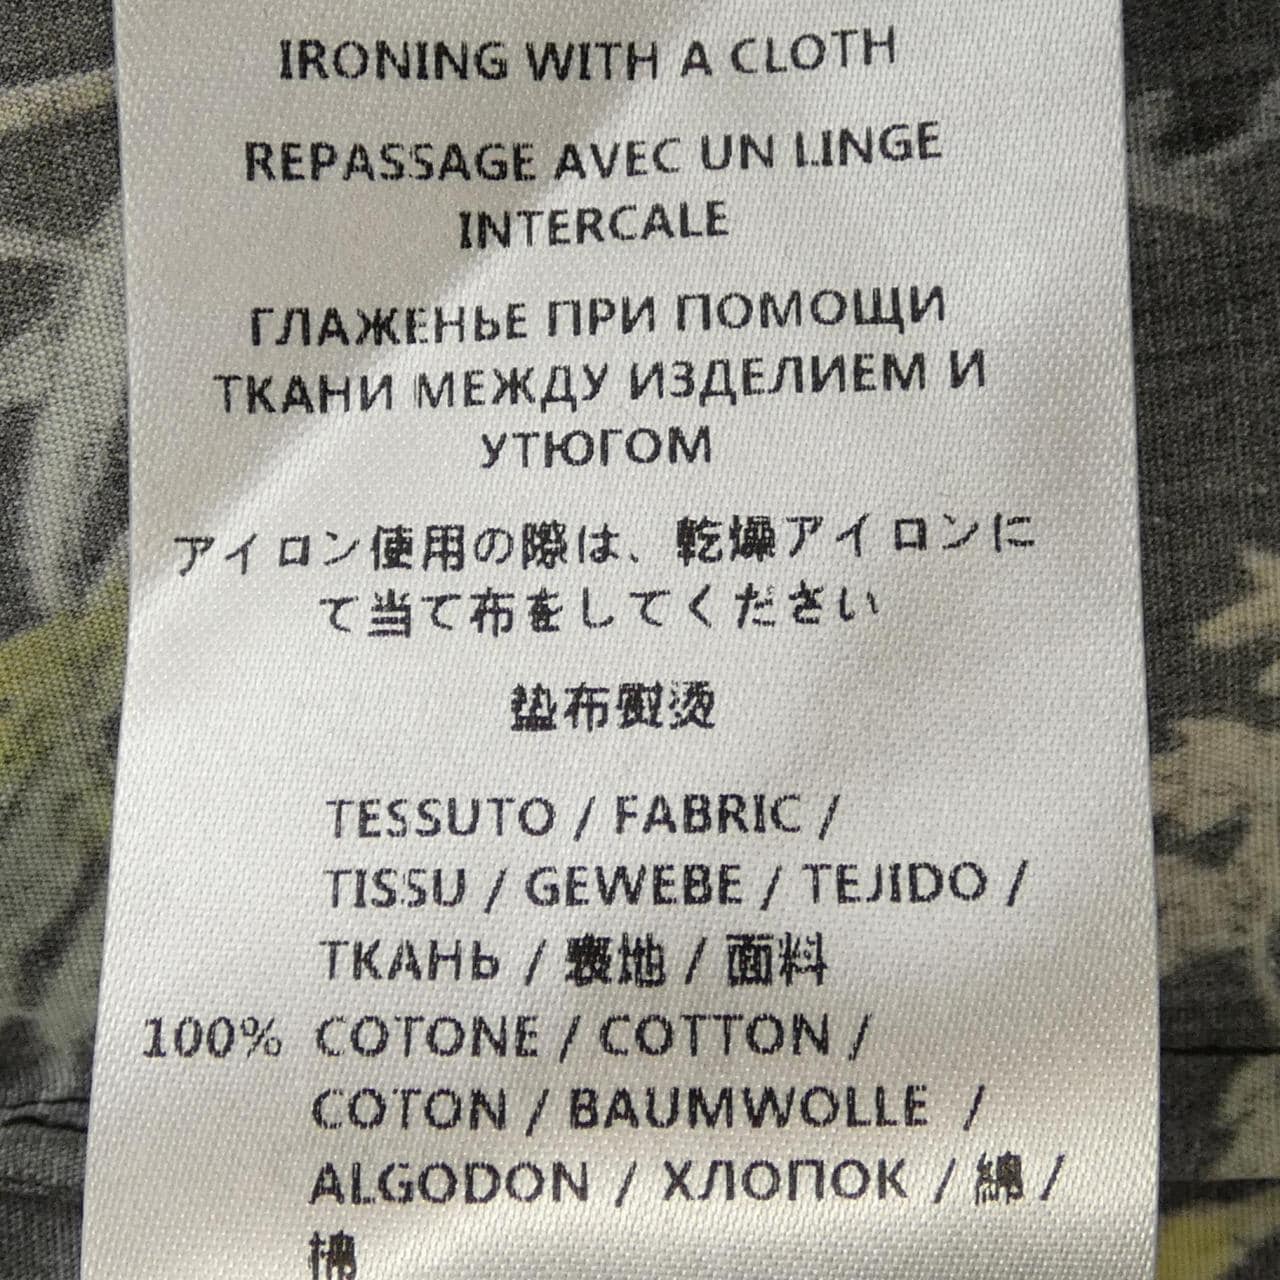 IRONING WITH A CLOTH
REPASSAGE AVEC UN LINGE
INTERCALE
ГЛАЖЕНЬЕ ПРИ ПОМОЩИ
ТКАНИ МЕЖДУ ИЗДЕЛИЕМ И
УТЮГОМ
アイロン使用の際は、乾燥アイロンに
て当て布をしてください
垫布熨烫
TESSUTO / FABRIC /
TISSU / GEWEBE / TEJIDO /
ТКАНЬ / 裏地 / 面料
100% COTONE / COTTON /
COTON / BAUMWOLLE /
ALGODON / ХЛОПОК / 綿 /
棉